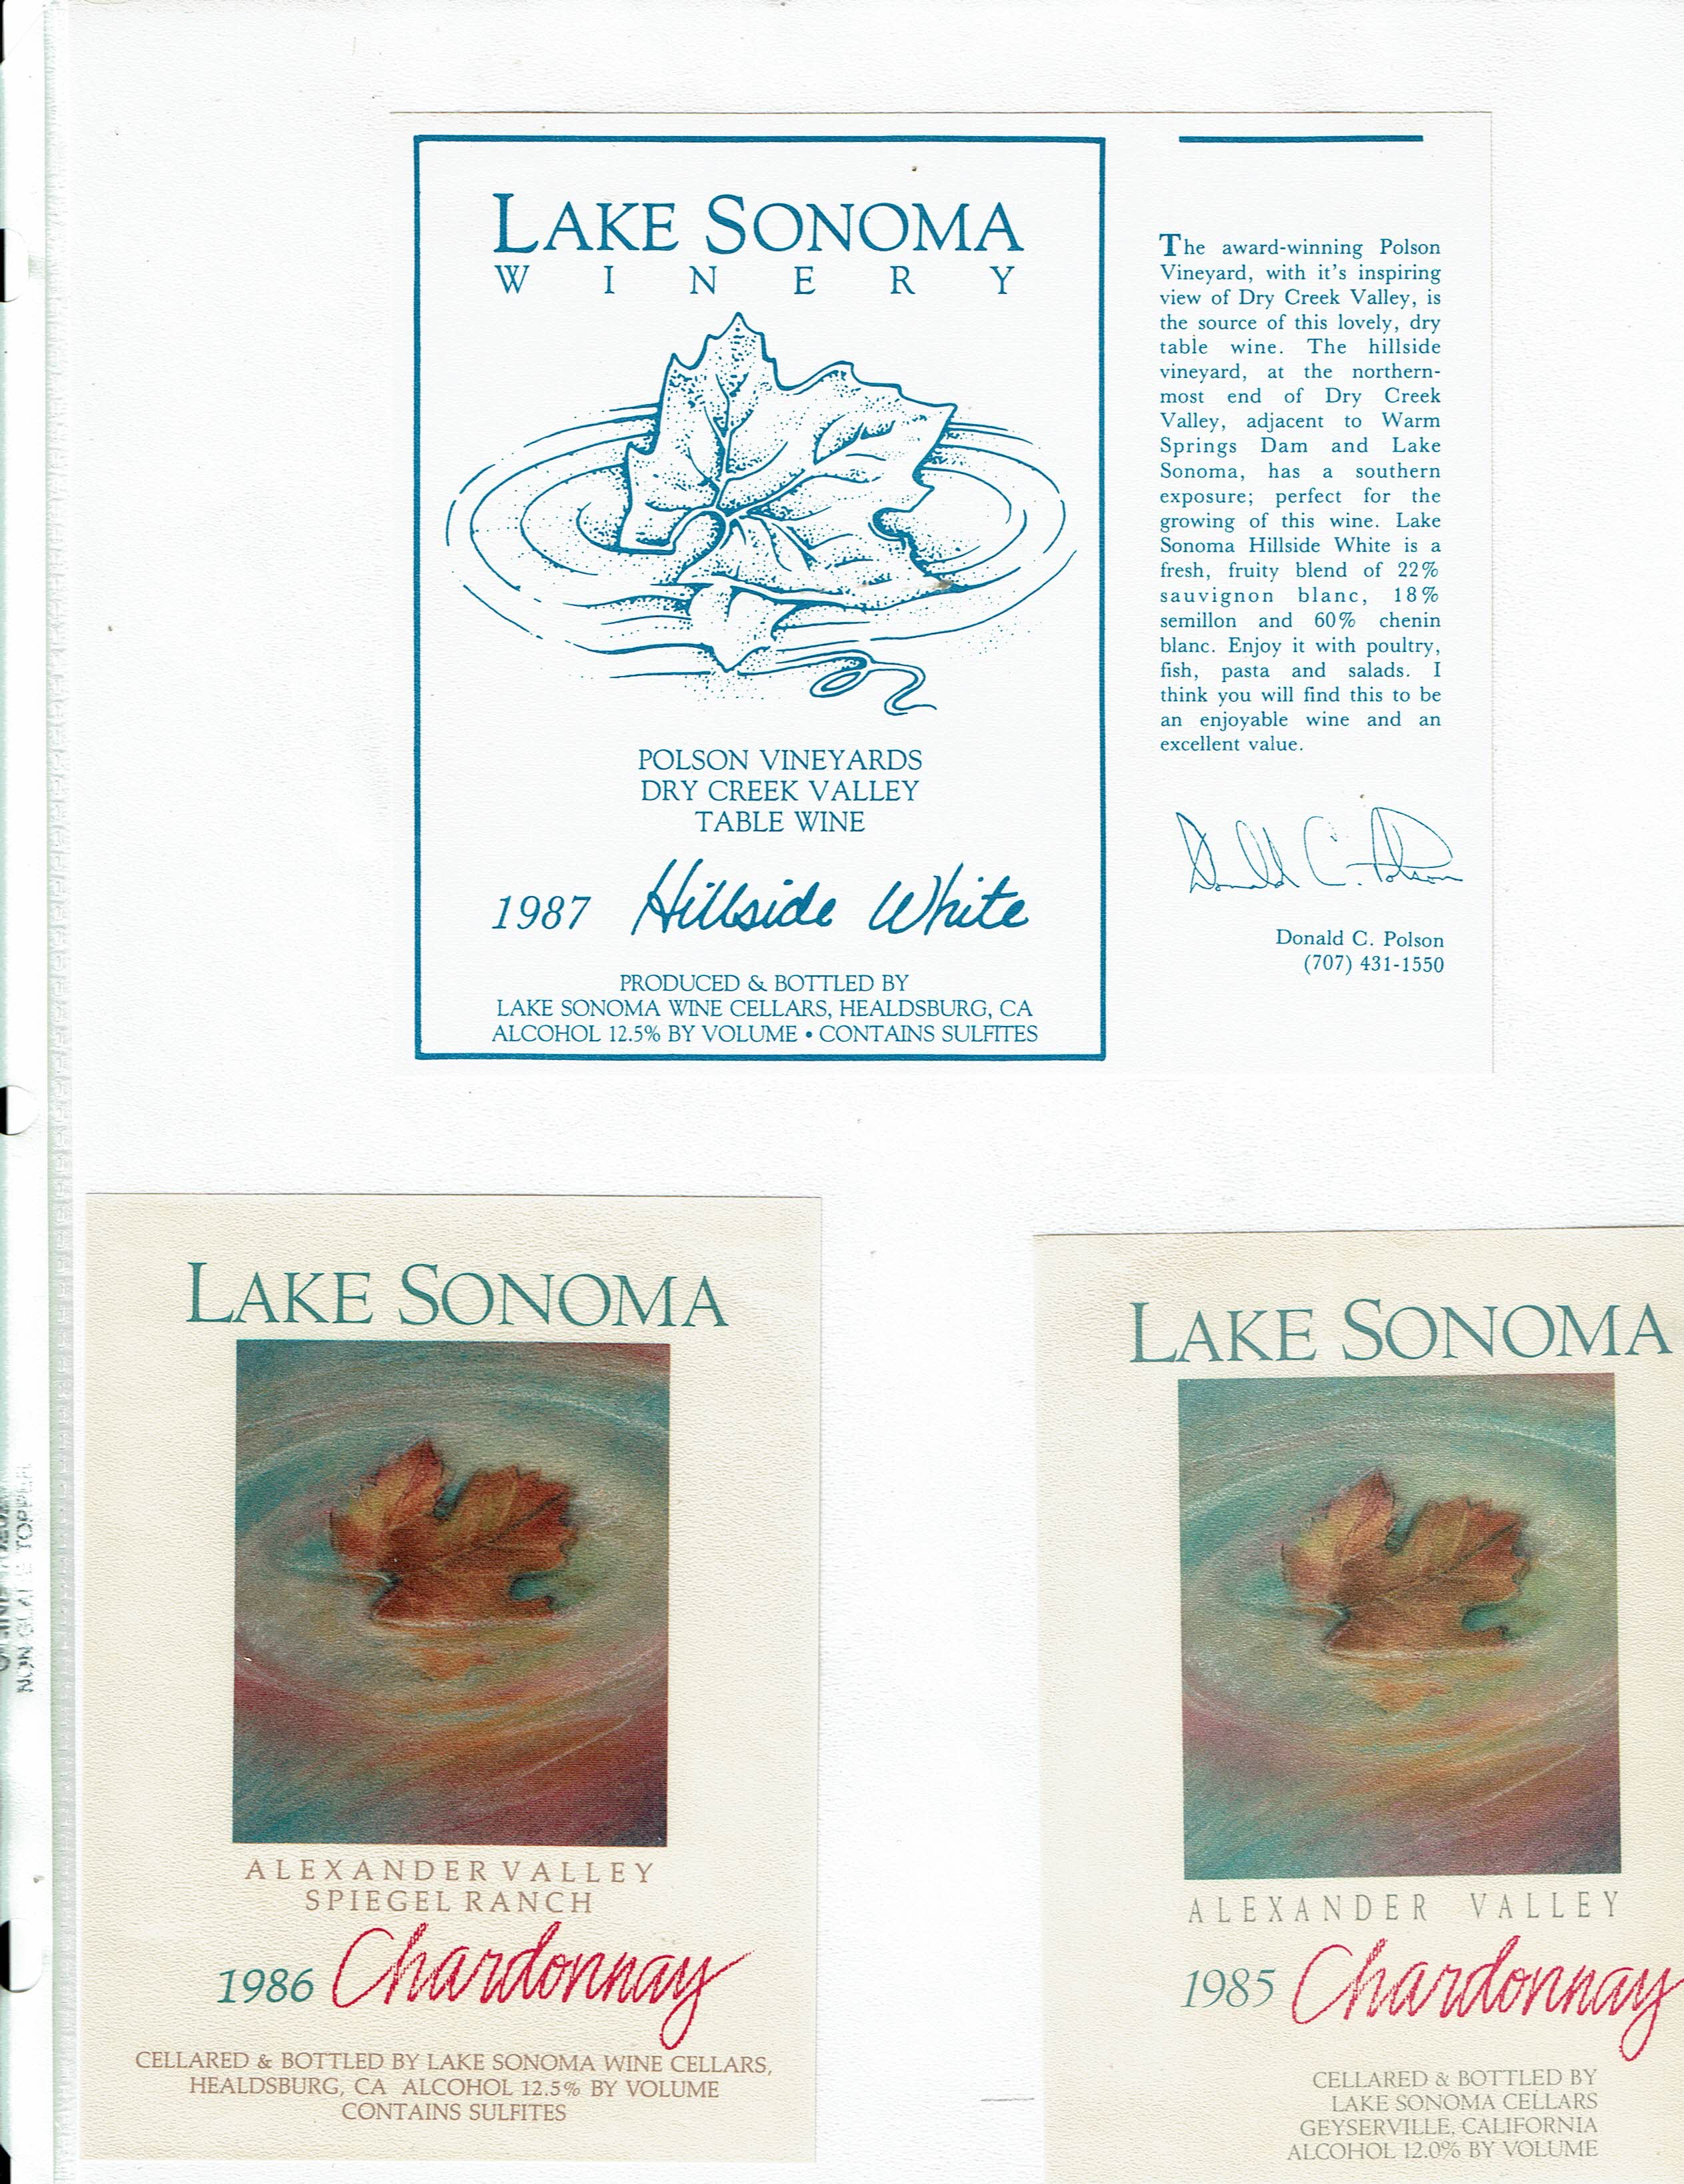 LAKE SONOMA
WINERY
POLSON VINEYARDS
DRY CREEK VALLEY
TABLE WINE
1987 Hillside White
PRODUCED & BOTTLED BY
LAKE SONOMA WINE CELLARS, HEALDSBURG, CA
ALCOHOL 12.5% BY VOLUME • CONTAINS SULFITES
The award-winning Polson
Vineyard, with it's inspiring
view of Dry Creek Valley, is
the source of this lovely, dry
table wine. The hillside
vineyard, at the northern-
most end of Dry Creek
Valley, adjacent to Warm
Springs Dam and Lake
Sonoma, has a southern
exposure; perfect for the
growing of this wine. Lake
Sonoma Hillside White is a
fresh, fruity blend of 22%
sauvignon blanc, 18%
semillon and 60% chenin
blanc. Enjoy it with poultry,
fish, pasta and salads. I
think you will find this to be
an enjoyable wine and an
excellent value.
Donald C. Polson
Donald C. Polson
(707) 431-1550
LAKE SONOMA
ALEXANDER VALLEY
SPIEGEL RANCH
1986 Chardonnay
CELLARED & BOTTLED BY LAKE SONOMA WINE CELLARS,
HEALDSBURG, CA ALCOHOL 12.5% BY VOLUME
CONTAINS SULFITES
LAKE SONOMA
ALEXANDER VALLEY
1985 Chardonnay
CELLARED & BOTTLED BY
LAKE SONOMA CELLARS
GEYSERVILLE, CALIFORNIA
ALCOHOL 12.0% BY VOLUME